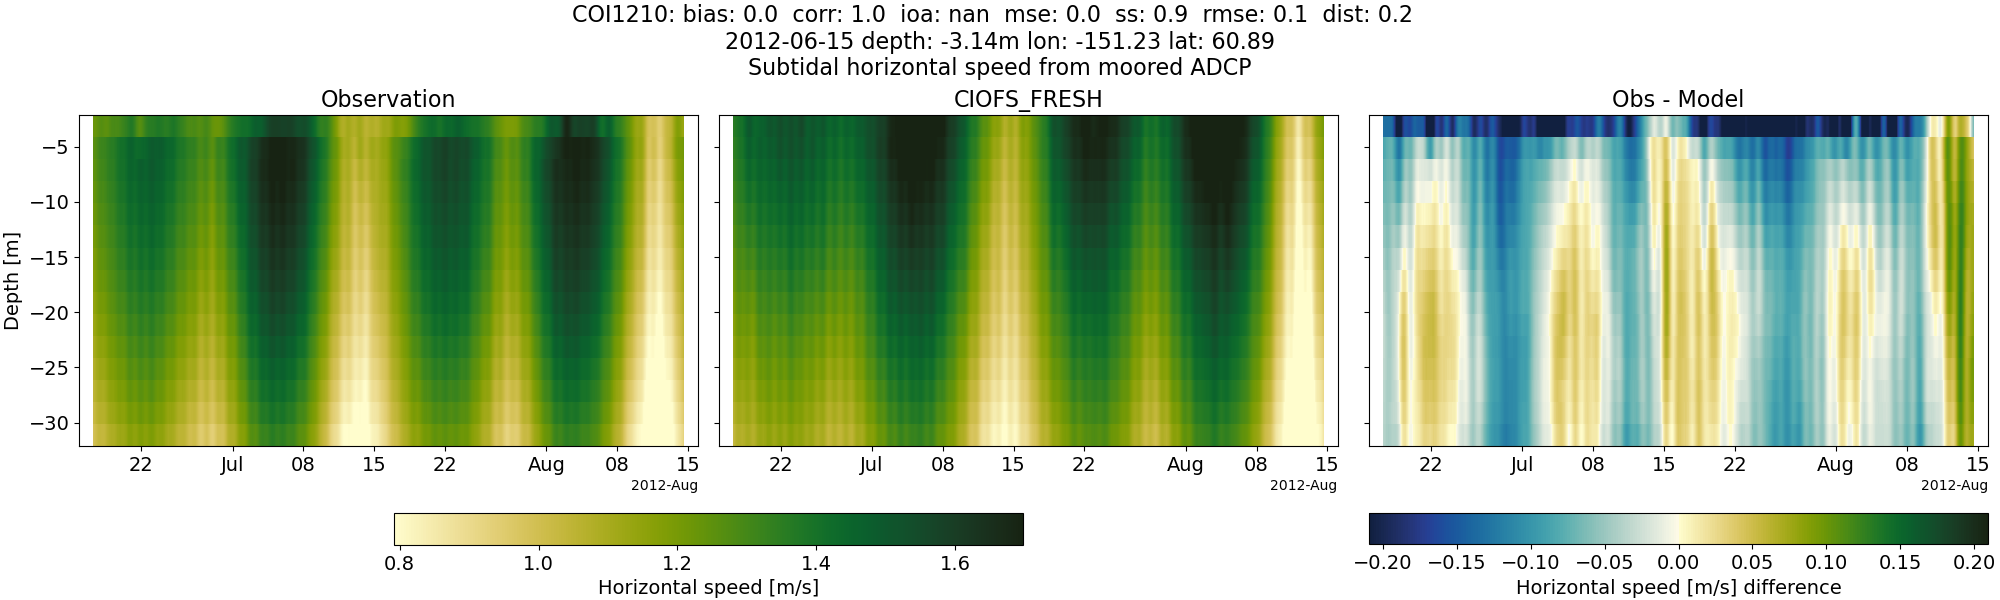 COI1210: bias: 0.0 corr: 1.0 ioa: nan mse: 0.0 ss: 0.9 rmse: 0.1 dist: 0.2
2012-06-15 depth: -3.14m lon: -151.23 lat: 60.89
Subtidal horizontal speed from moored ADCP
Observation
CIOFS_FRESH
Obs - Model
Depth [m]
−5
−10
−15
−20
−25
−30
22 Jul 08 15 22 Aug 08 15
2012-Aug
22 Jul 08 15 22 Aug 08 15
2012-Aug
22 Jul 08 15 22 Aug 08 15
2012-Aug
0.8 1.0 1.2 1.4 1.6
Horizontal speed [m/s]
−0.20 −0.15 −0.10 −0.05 0.00 0.05 0.10 0.15 0.20
Horizontal speed [m/s] difference